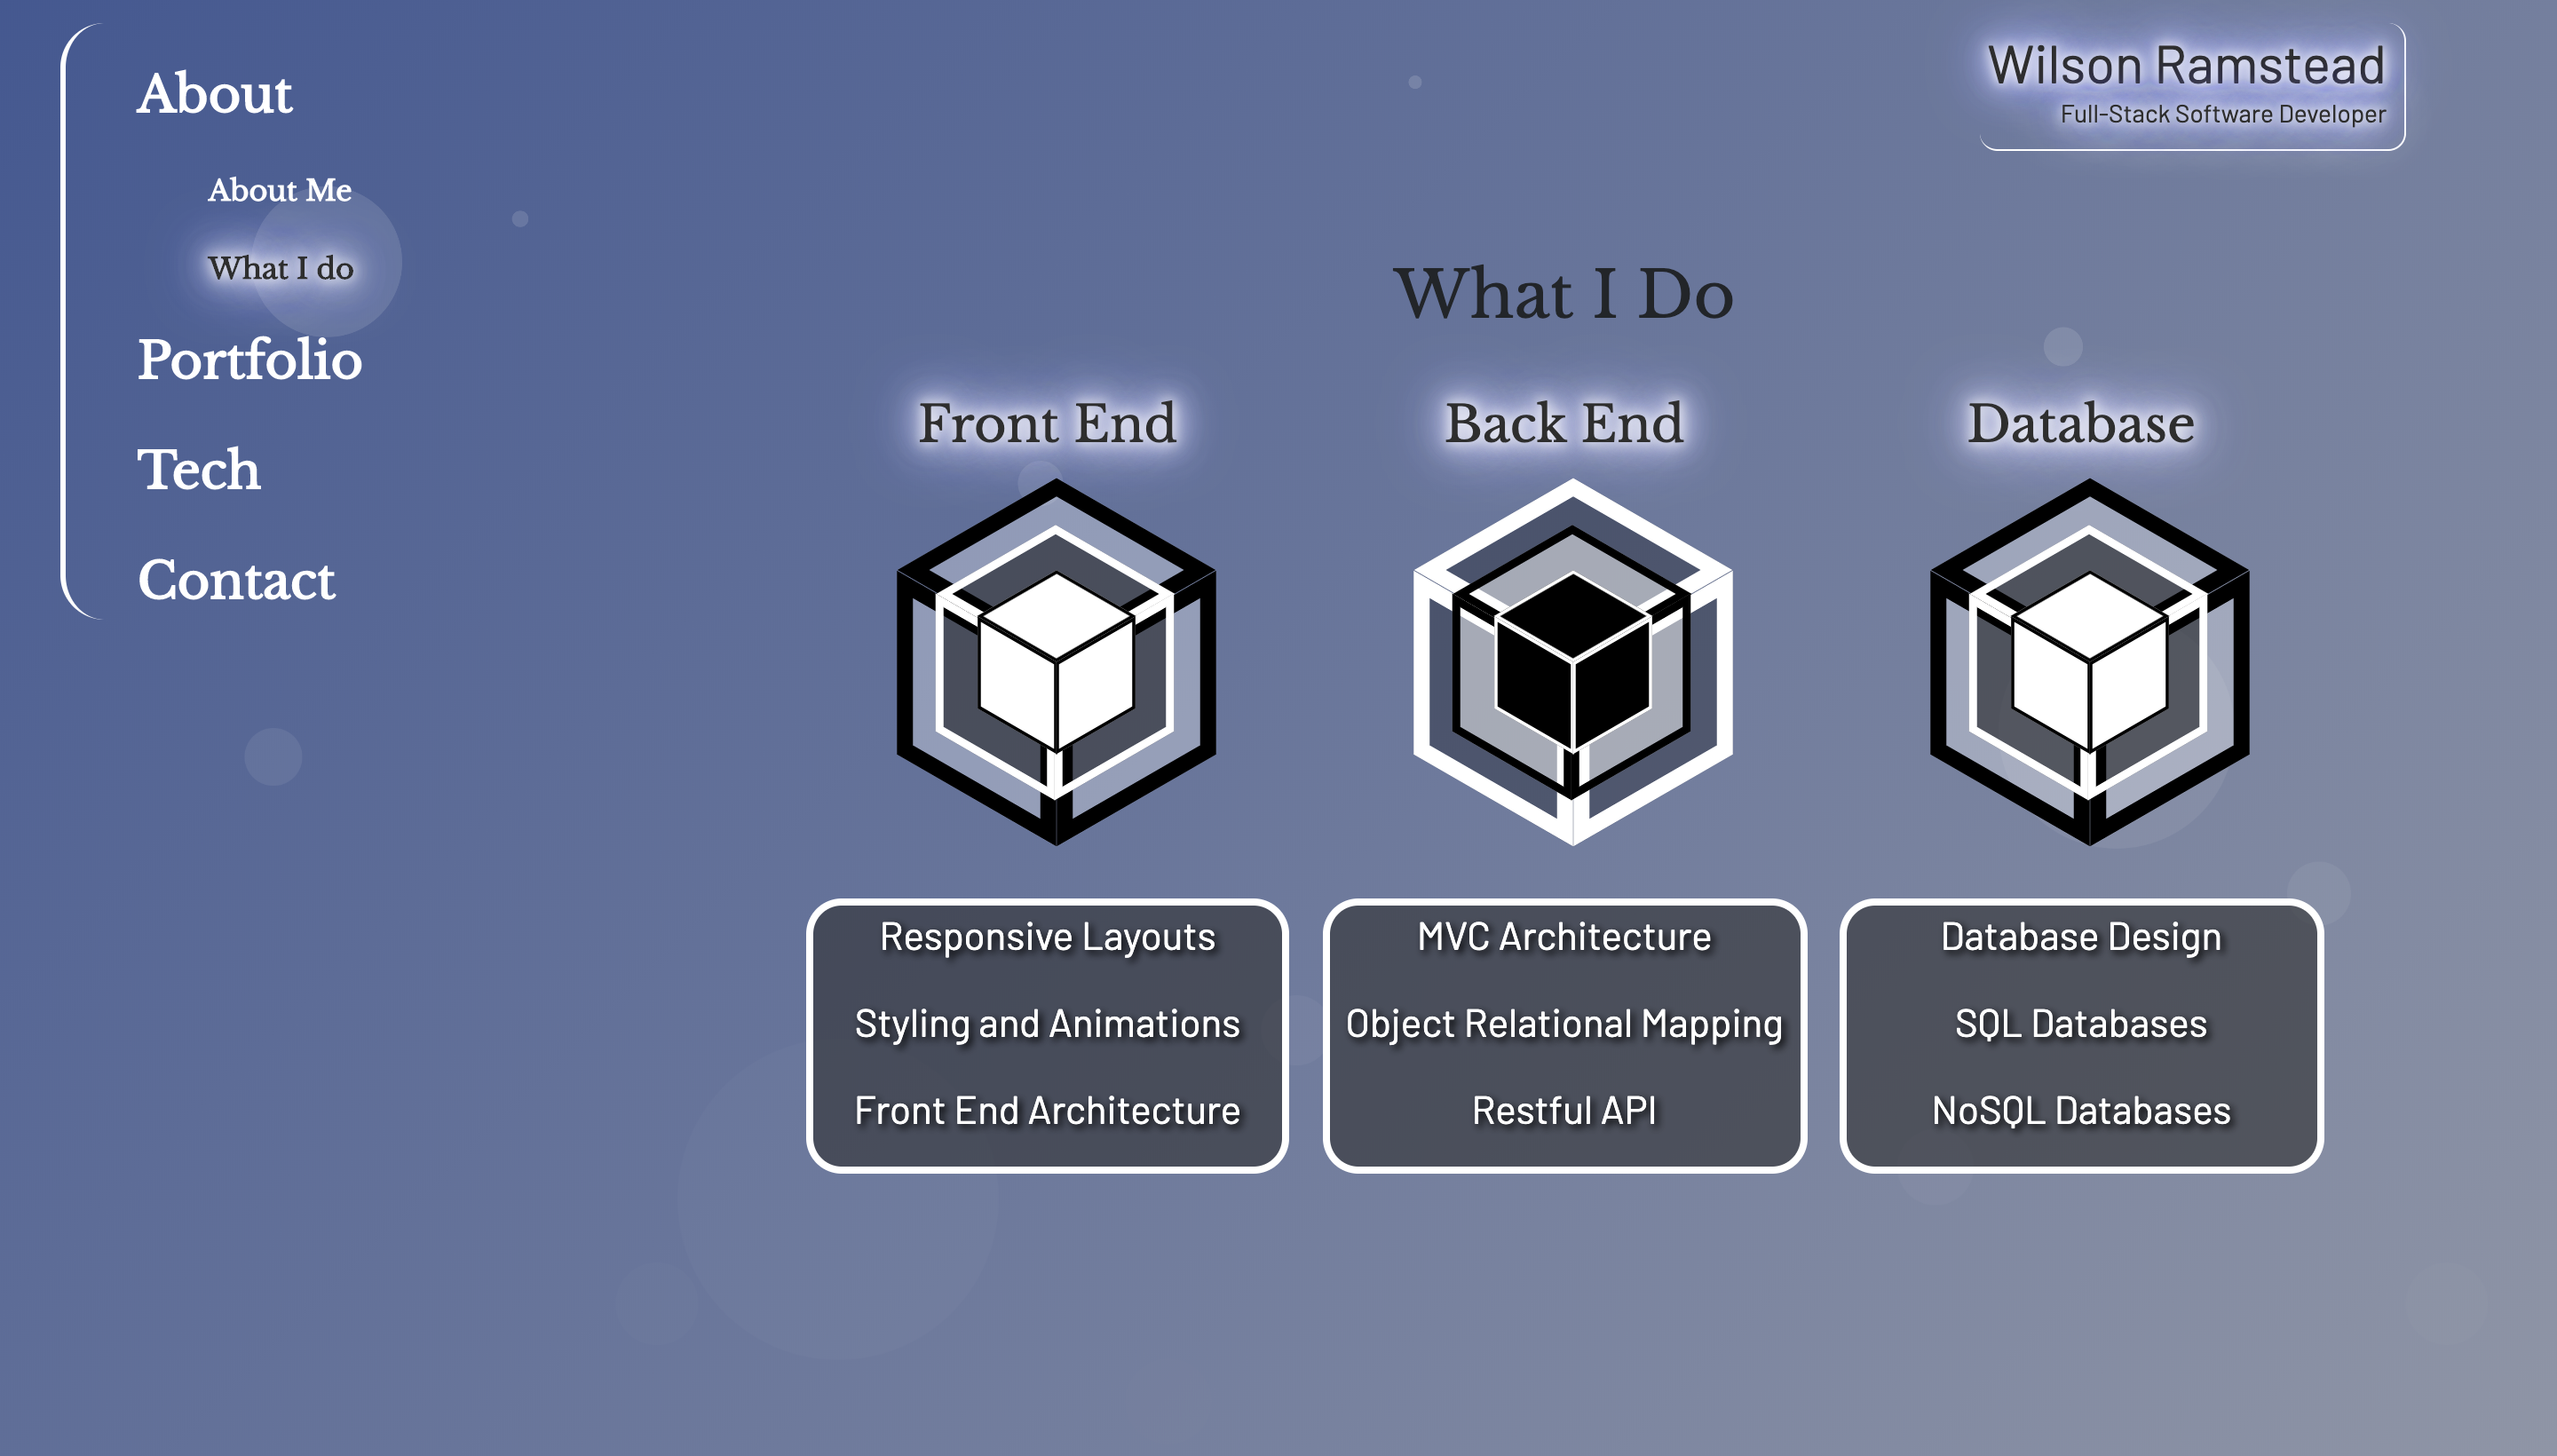 About
About Me
What I do
Portfolio
Tech
Contact
Wilson Ramstead
Full-Stack Software Developer
What I Do
Front End
Back End
Database
Responsive Layouts
Styling and Animations
Front End Architecture
MVC Architecture
Object Relational Mapping
Restful API
Database Design
SQL Databases
NoSQL Databases